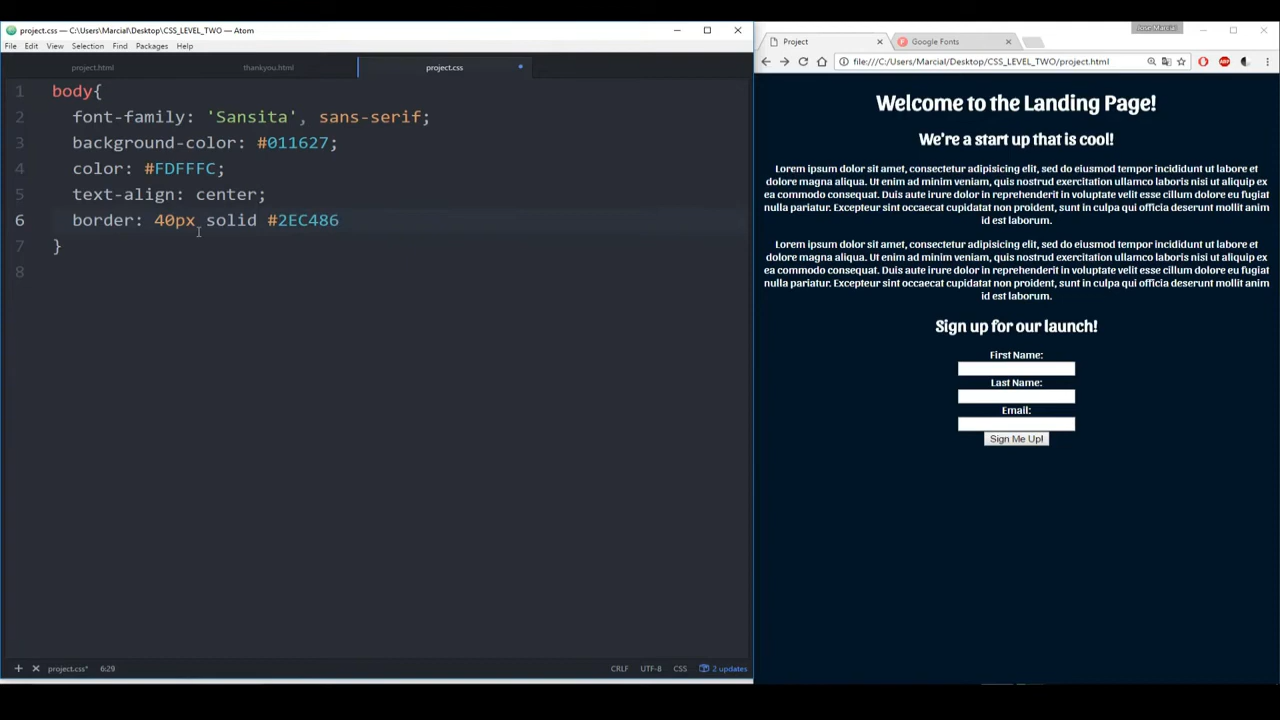 project.css — C:\Users\Marcial\Desktop\CSS_LEVEL_TWO — Atom
File Edit View Selection Find Packages Help
project.html thankyou.html project.css
1 body{
2 font-family: 'Sansita', sans-serif;
3 background-color: #011627;
4 color: #FDFFFC;
5 text-align: center;
6 border: 40px solid #2EC486
7 }
8
project.css* 6:29 CRLF UTF-8 CSS 2 updates
Jose Marcial
Project Google Fonts
file:///C:/Users/Marcial/Desktop/CSS_LEVEL_TWO/project.html
ABP
Welcome to the Landing Page!
We're a start up that is cool!
Lorem ipsum dolor sit amet, consectetur adipisicing elit, sed do eiusmod tempor incididunt ut labore et
dolore magna aliqua. Ut enim ad minim veniam, quis nostrud exercitation ullamco laboris nisi ut aliquip ex
ea commodo consequat. Duis aute irure dolor in reprehenderit in voluptate velit esse cillum dolore eu fugiat
nulla pariatur. Excepteur sint occaecat cupidatat non proident, sunt in culpa qui officia deserunt mollit anim
id est laborum.
Lorem ipsum dolor sit amet, consectetur adipisicing elit, sed do eiusmod tempor incididunt ut labore et
dolore magna aliqua. Ut enim ad minim veniam, quis nostrud exercitation ullamco laboris nisi ut aliquip ex
ea commodo consequat. Duis aute irure dolor in reprehenderit in voluptate velit esse cillum dolore eu fugiat
nulla pariatur. Excepteur sint occaecat cupidatat non proident, sunt in culpa qui officia deserunt mollit anim
id est laborum.
Sign up for our launch!
First Name:
Last Name:
Email:
Sign Me Up!